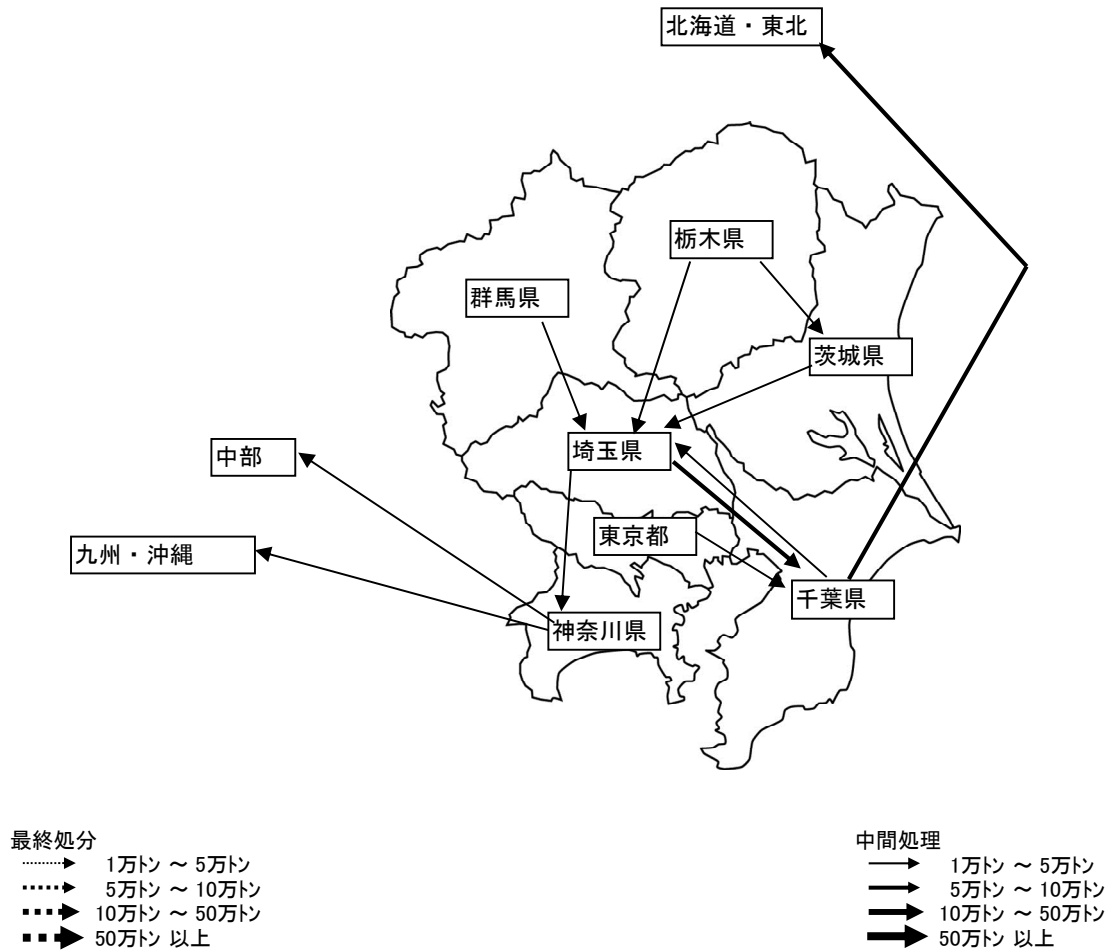 北海道・東北
栃木県
群馬県
茨城県
埼玉県
中部
東京都
九州・沖縄
千葉県
神奈川県
最終処分
1万トン ～ 5万トン
5万トン ～ 10万トン
10万トン ～ 50万トン
50万トン 以上
中間処理
1万トン ～ 5万トン
5万トン ～ 10万トン
10万トン ～ 50万トン
50万トン 以上